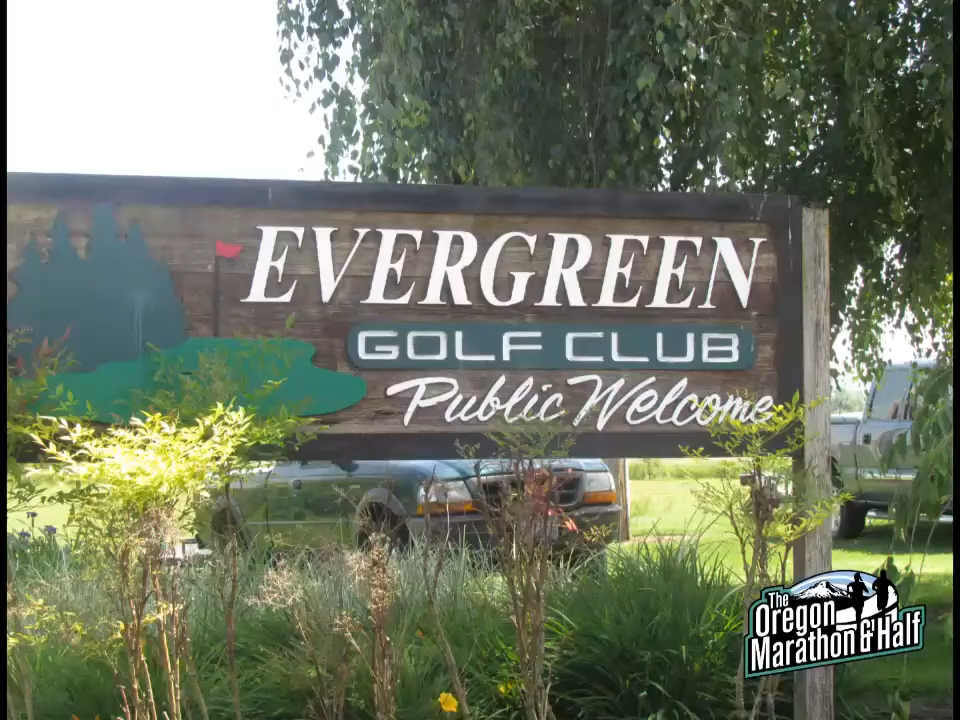 EVERGREEN
GOLF CLUB
Public Welcome
The
Oregon
Marathon & Half